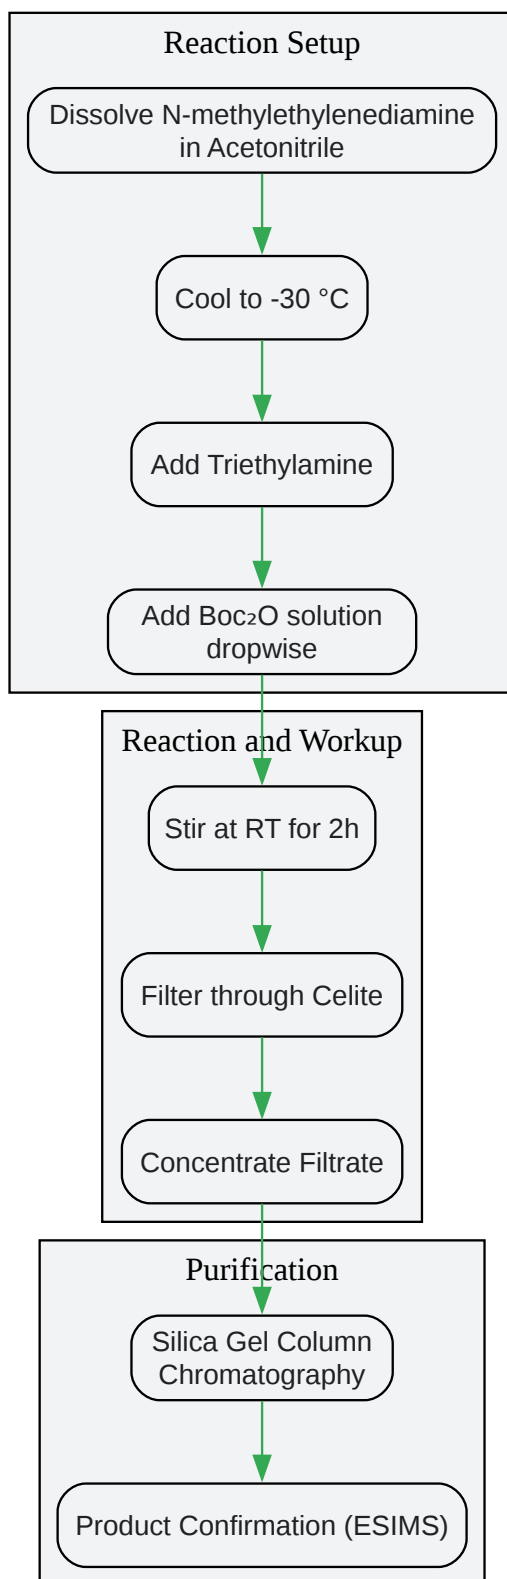 Reaction Setup
Dissolve N-methylethylenediamine
in Acetonitrile
Cool to -30 °C
Add Triethylamine
Add Boc₂O solution
dropwise
Reaction and Workup
Stir at RT for 2h
Filter through Celite
Concentrate Filtrate
Purification
Silica Gel Column
Chromatography
Product Confirmation (ESIMS)